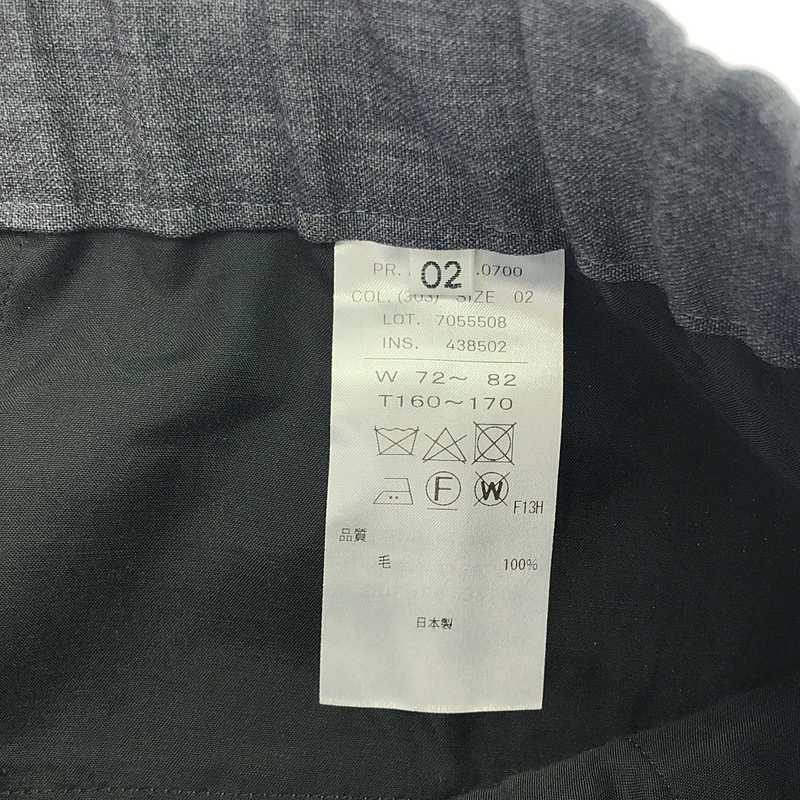 02
PR. .0700
COL. (303) SIZE 02
LOT. 7055508
INS. 438502
W 72～ 82
T160～170
F
W
F13H
品質
毛 100%
日本製